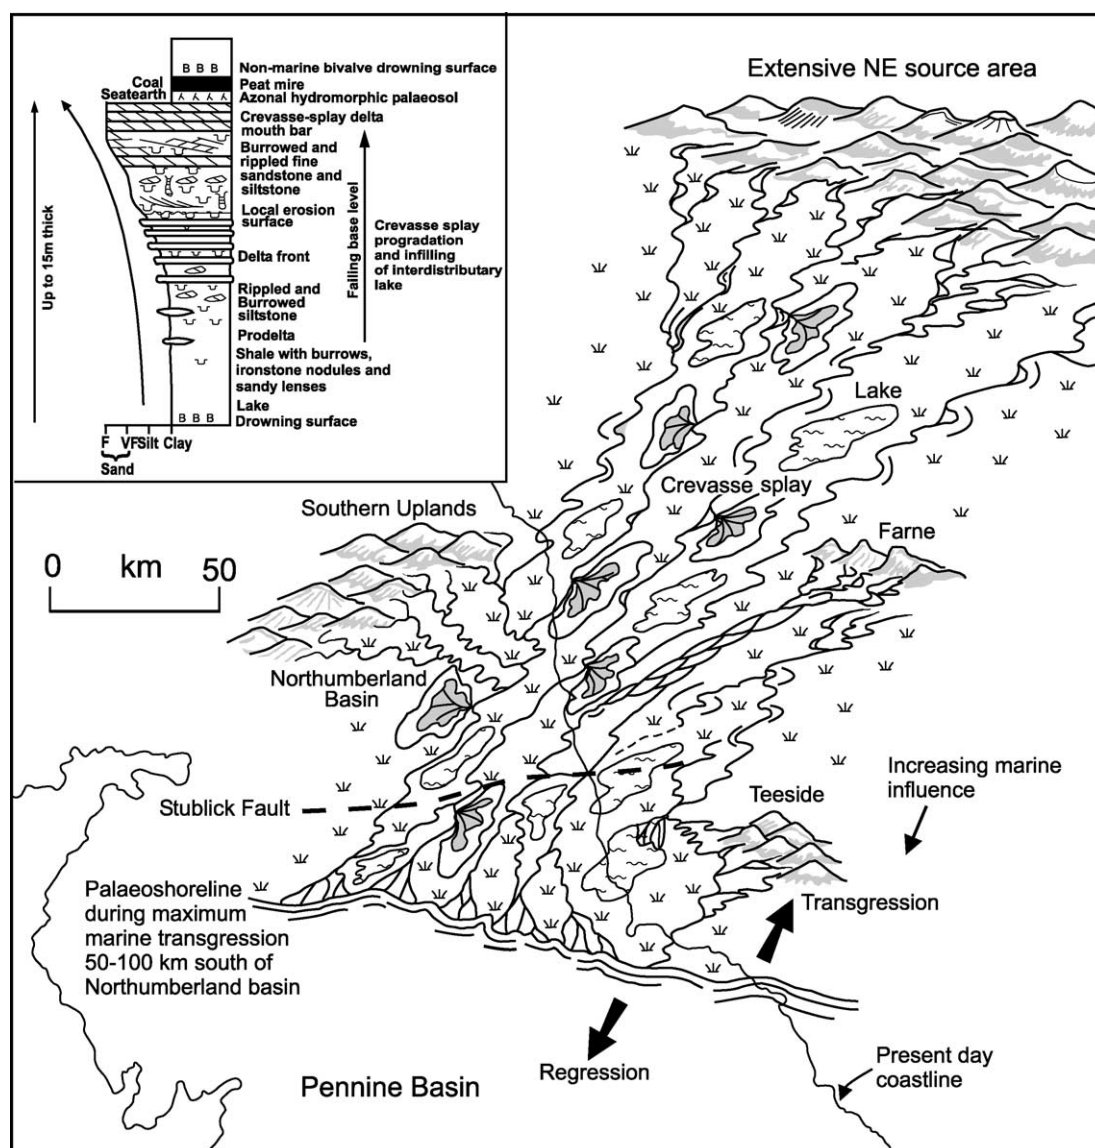 Non-marine bivalve drowning surface
Coal
Peat mire
Seatearth
Azonal hydromorphic palaeosol
Crevasse-splay delta
mouth bar
Burrowed and
rippled fine
sandstone and
siltstone
Local erosion
surface
Delta front
Rippled and
Burrowed
siltstone
Prodelta
Shale with burrows,
ironstone nodules and
sandy lenses
Lake
Drowning surface
B B B
B B B
Up to 15m thick
Falling base level
Crevasse splay
progradation
and infilling
of interdistributary
lake
F VF Silt Clay
Sand
Extensive NE source area
Lake
Crevasse splay
Southern Uplands
Farne
0 km 50
Northumberland
Basin
Stublick Fault
Increasing marine
influence
Teeside
Palaeoshoreline
during maximum
marine transgression
50-100 km south of
Northumberland basin
Transgression
Regression
Pennine Basin
Present day
coastline